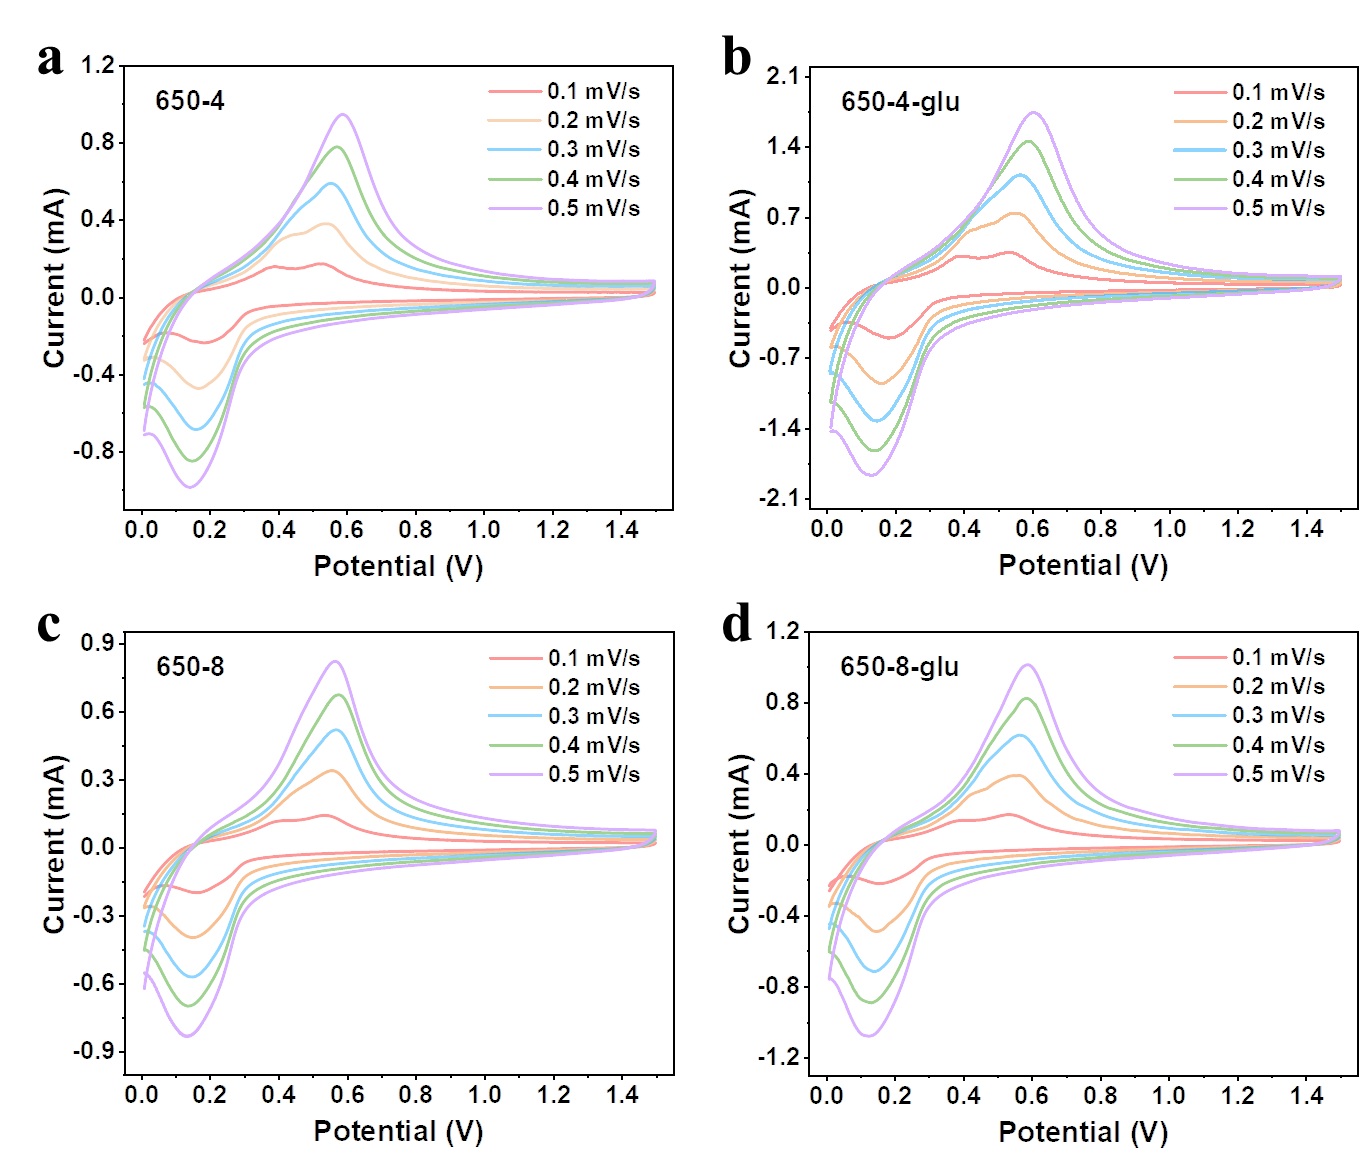 a
650-4
0.1 mV/s
0.2 mV/s
0.3 mV/s
0.4 mV/s
0.5 mV/s
1.2
0.8
0.4
0.0
-0.4
-0.8
Current (mA)
0.0 0.2 0.4 0.6 0.8 1.0 1.2 1.4
Potential (V)
b
650-4-glu
0.1 mV/s
0.2 mV/s
0.3 mV/s
0.4 mV/s
0.5 mV/s
2.1
1.4
0.7
0.0
-0.7
-1.4
-2.1
Current (mA)
0.0 0.2 0.4 0.6 0.8 1.0 1.2 1.4
Potential (V)
c
650-8
0.1 mV/s
0.2 mV/s
0.3 mV/s
0.4 mV/s
0.5 mV/s
0.9
0.6
0.3
0.0
-0.3
-0.6
-0.9
Current (mA)
0.0 0.2 0.4 0.6 0.8 1.0 1.2 1.4
Potential (V)
d
650-8-glu
0.1 mV/s
0.2 mV/s
0.3 mV/s
0.4 mV/s
0.5 mV/s
1.2
0.8
0.4
0.0
-0.4
-0.8
-1.2
Current (mA)
0.0 0.2 0.4 0.6 0.8 1.0 1.2 1.4
Potential (V)